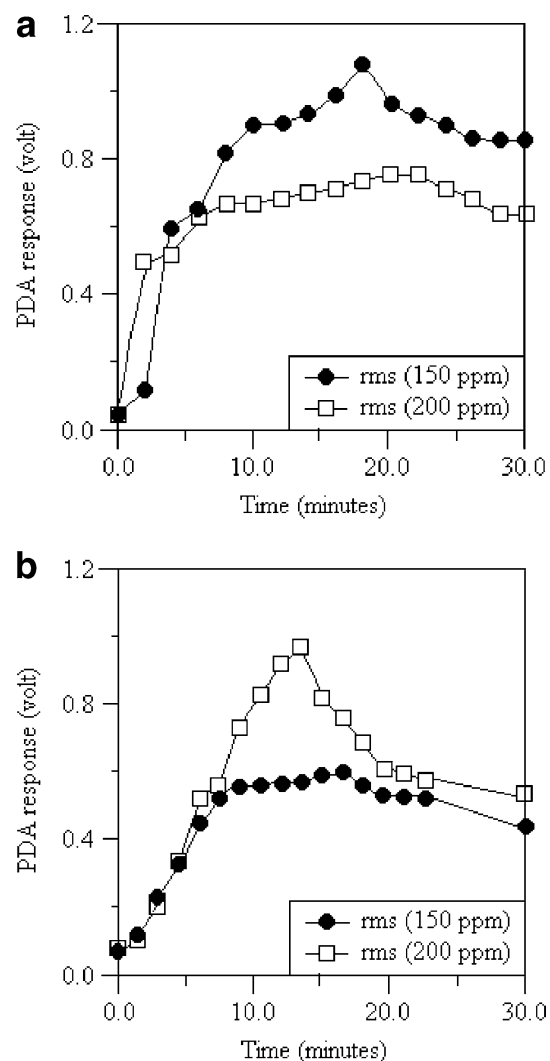 a
1.2
0.8
0.4
0.0
PDA response (volt)
rms (150 ppm)
rms (200 ppm)
0.0 10.0 20.0 30.0
Time (minutes)
b
1.2
0.8
0.4
0.0
PDA response (volt)
rms (150 ppm)
rms (200 ppm)
0.0 10.0 20.0 30.0
Time (minutes)